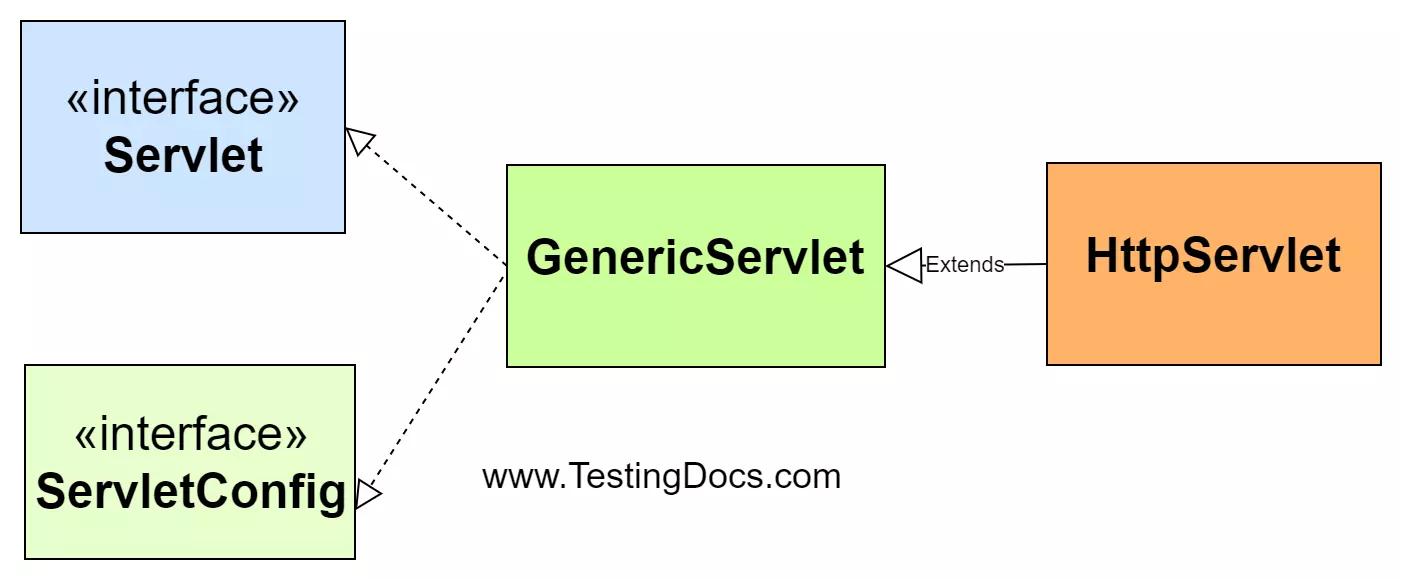 «interface»
Servlet
GenericServlet
Extends
HttpServlet
«interface»
ServletConfig
www.TestingDocs.com